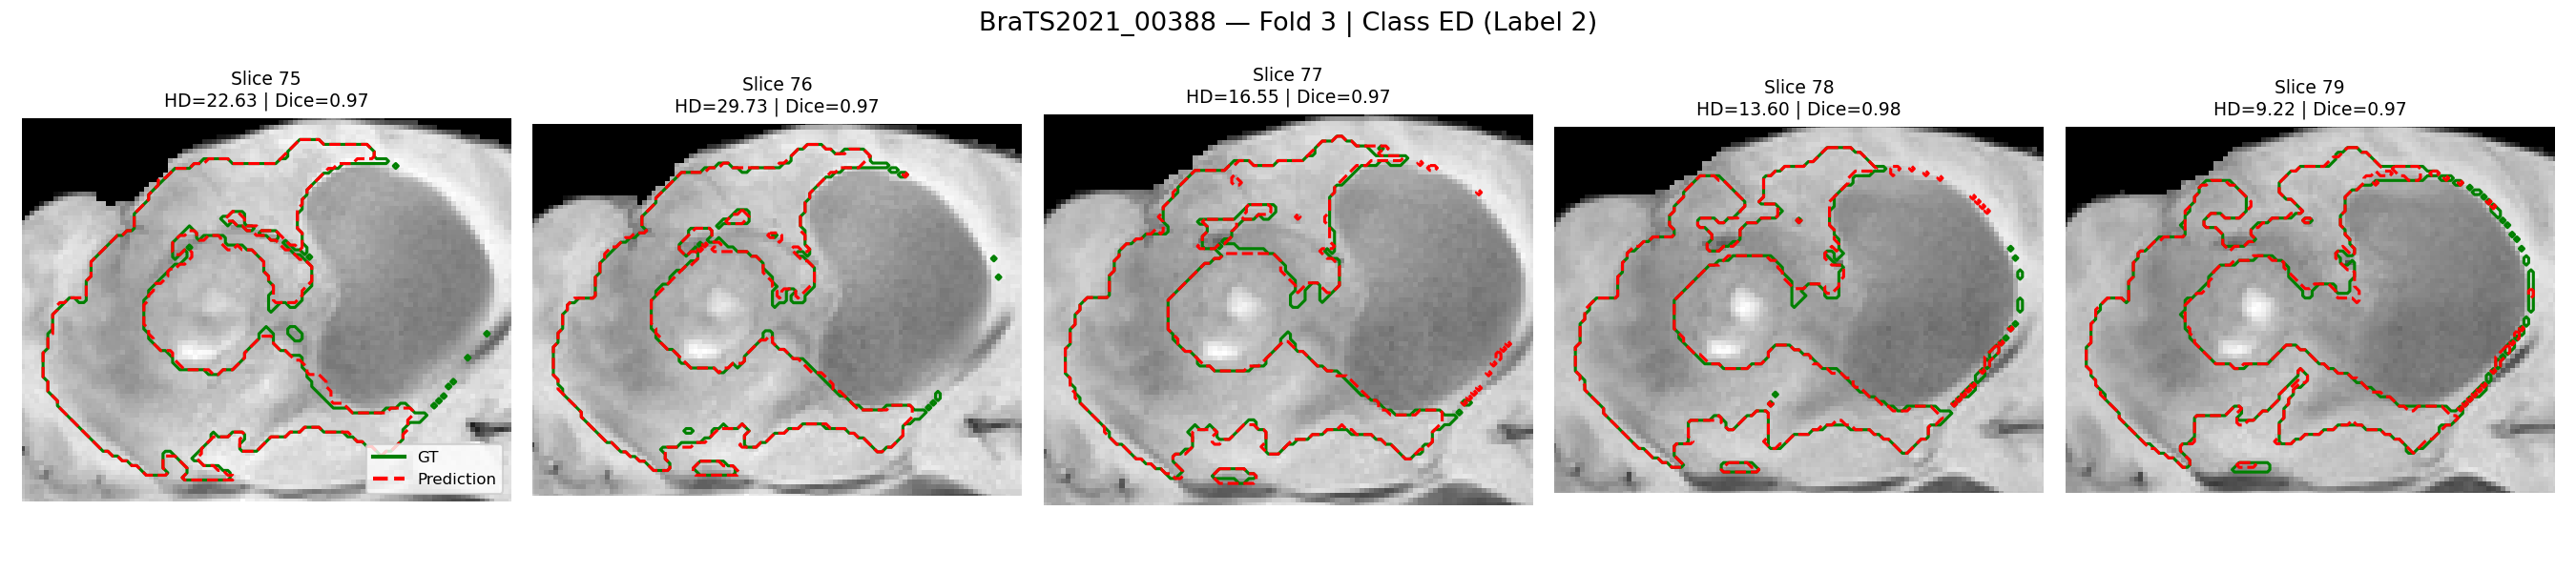 BraTS2021_00388 — Fold 3 | Class ED (Label 2)
Slice 75
HD=22.63 | Dice=0.97
Slice 76
HD=29.73 | Dice=0.97
Slice 77
HD=16.55 | Dice=0.97
Slice 78
HD=13.60 | Dice=0.98
Slice 79
HD=9.22 | Dice=0.97
GT
Prediction